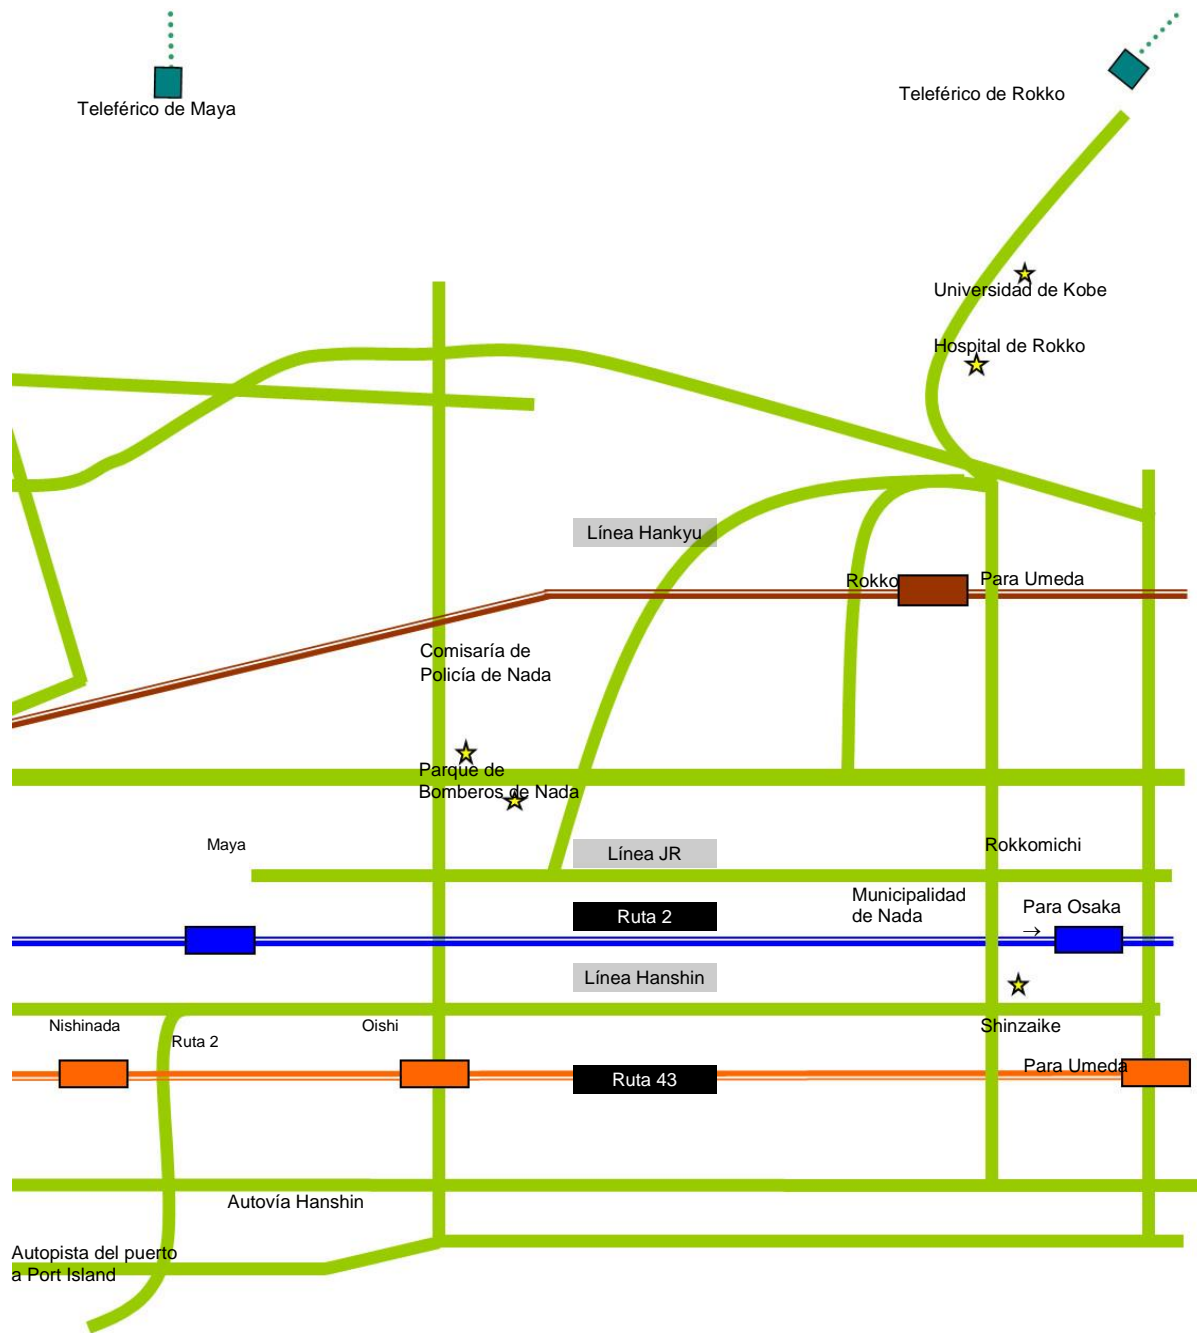 Teleférico de Rokko
Teleférico de Maya
Universidad de Kobe
Hospital de Rokko
Línea Hankyu
Rokko
Para Umeda
Comisaría de
Policía de Nada
Parque de
Bomberos de Nada
Maya
Línea JR
Rokkomichi
Municipalidad
de Nada
Ruta 2
Para Osaka
→
Línea Hanshin
Nishinada
Ruta 2
Oishi
Shinzaike
Para Umeda
Ruta 43
Autovía Hanshin
Autopista del puerto
a Port Island